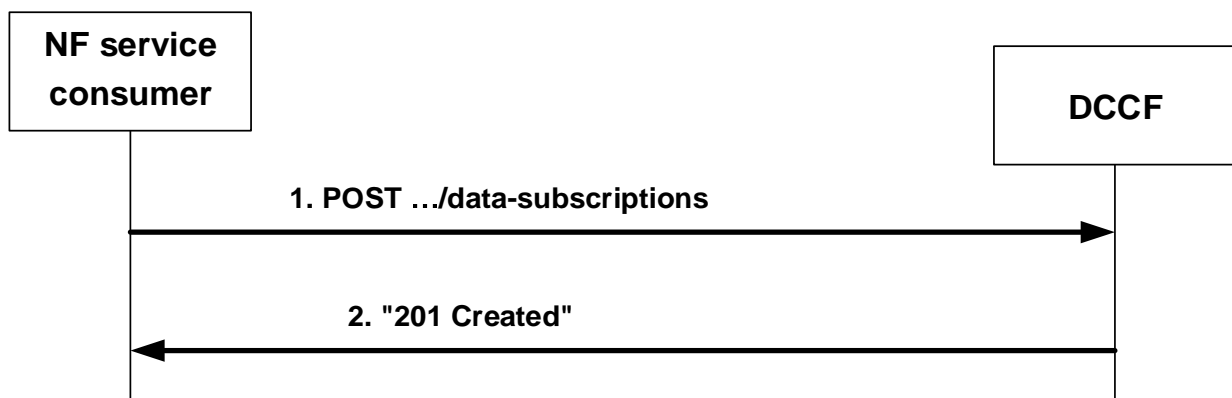 NF service
consumer
DCCF
1. POST …/data-subscriptions
2. "201 Created"